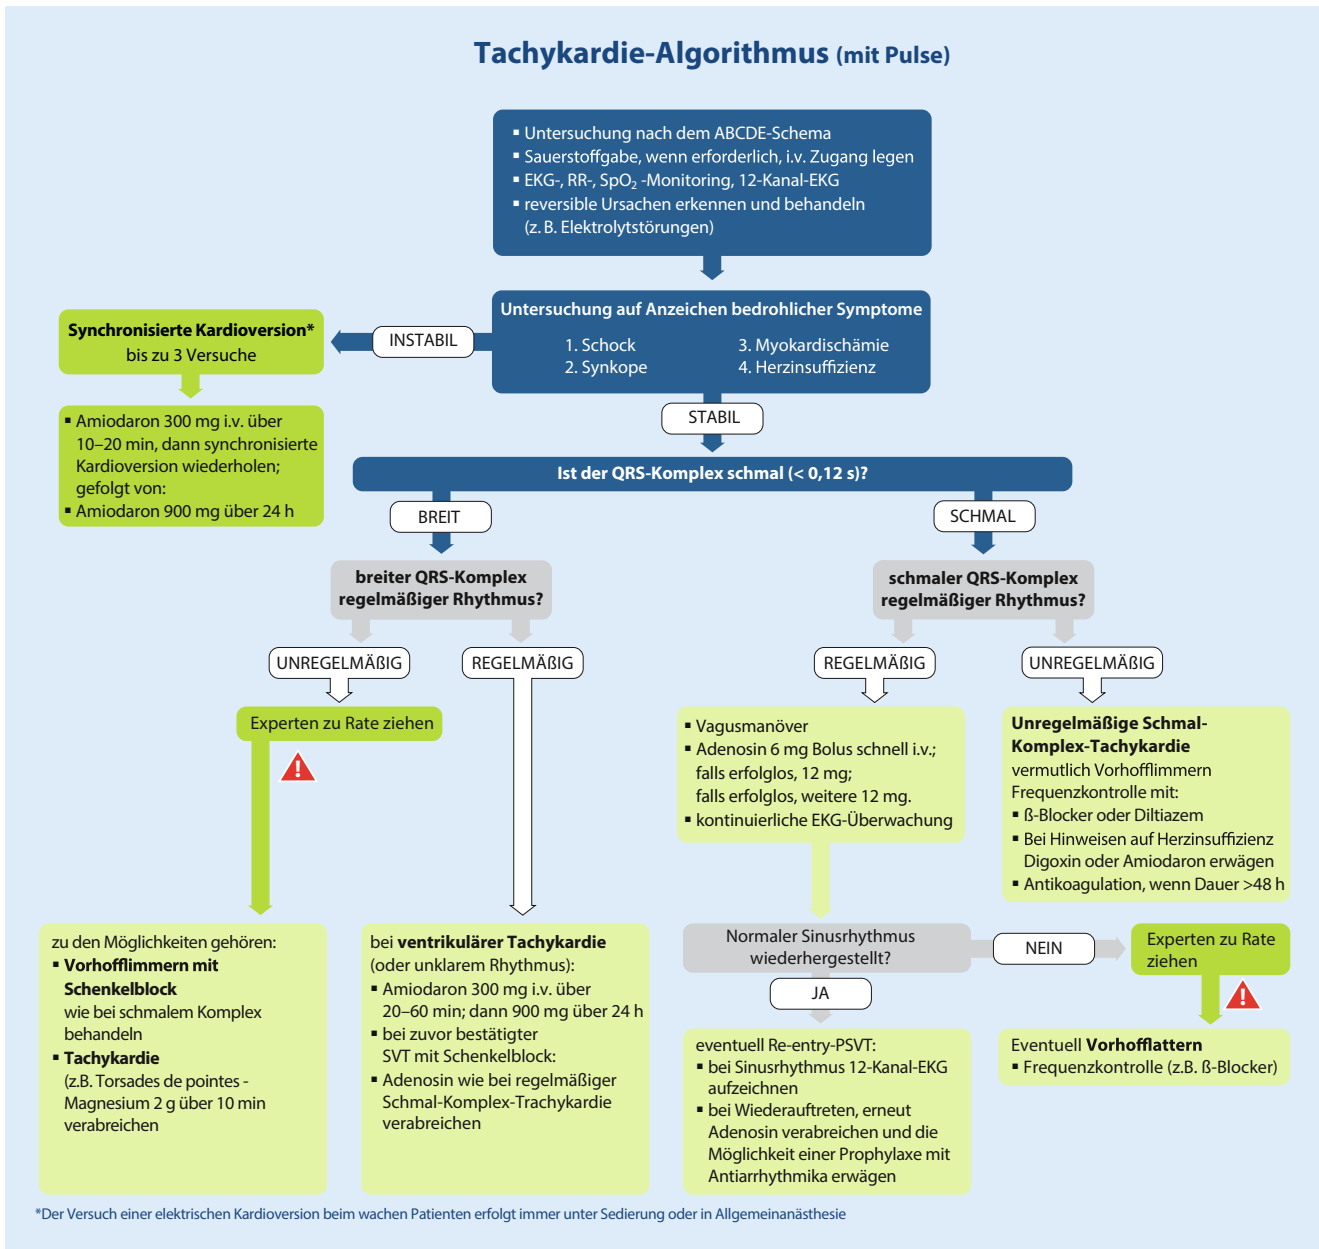 Tachykardie-Algorithmus (mit Pulse)
▪ Untersuchung nach dem ABCDE-Schema
▪ Sauerstoffgabe, wenn erforderlich, i.v. Zugang legen
▪ EKG-, RR-, SpO₂ -Monitoring, 12-Kanal-EKG
▪ reversible Ursachen erkennen und behandeln
(z. B. Elektrolytstörungen)
Untersuchung auf Anzeichen bedrohlicher Symptome
1. Schock
2. Synkope
3. Myokardischämie
4. Herzinsuffizienz
INSTABIL
Synchronisierte Kardioversion*
bis zu 3 Versuche
▪ Amiodaron 300 mg i.v. über
10–20 min, dann synchronisierte
Kardioversion wiederholen;
gefolgt von:
▪ Amiodaron 900 mg über 24 h
STABIL
Ist der QRS-Komplex schmal (< 0,12 s)?
BREIT
SCHMAL
breiter QRS-Komplex
regelmäßiger Rhythmus?
UNREGELMÄßIG
REGELMÄßIG
Experten zu Rate ziehen
!
zu den Möglichkeiten gehören:
▪ Vorhofflimmern mit
Schenkelblock
wie bei schmalem Komplex
behandeln
▪ Tachykardie
(z.B. Torsades de pointes -
Magnesium 2 g über 10 min
verabreichen
bei ventrikulärer Tachykardie
(oder unklarem Rhythmus):
▪ Amiodaron 300 mg i.v. über
20–60 min; dann 900 mg über 24 h
▪ bei zuvor bestätigter
SVT mit Schenkelblock:
▪ Adenosin wie bei regelmäßiger
Schmal-Komplex-Trachykardie
verabreichen
schmaler QRS-Komplex
regelmäßiger Rhythmus?
REGELMÄßIG
UNREGELMÄßIG
▪ Vagusmanöver
▪ Adenosin 6 mg Bolus schnell i.v.;
falls erfolglos, 12 mg;
falls erfolglos, weitere 12 mg.
▪ kontinuierliche EKG-Überwachung
Unregelmäßige Schmal-
Komplex-Tachykardie
vermutlich Vorhofflimmern
Frequenzkontrolle mit:
▪ ß-Blocker oder Diltiazem
▪ Bei Hinweisen auf Herzinsuffizienz
Digoxin oder Amiodaron erwägen
▪ Antikoagulation, wenn Dauer >48 h
Normaler Sinusrhythmus
wiederhergestellt?
NEIN
Experten zu Rate
ziehen
!
JA
eventuell Re-entry-PSVT:
▪ bei Sinusrhythmus 12-Kanal-EKG
aufzeichnen
▪ bei Wiederauftreten, erneut
Adenosin verabreichen und die
Möglichkeit einer Prophylaxe mit
Antiarrhythmika erwägen
Eventuell Vorhofflattern
▪ Frequenzkontrolle (z.B. ß-Blocker)
*Der Versuch einer elektrischen Kardioversion beim wachen Patienten erfolgt immer unter Sedierung oder in Allgemeinanästhesie